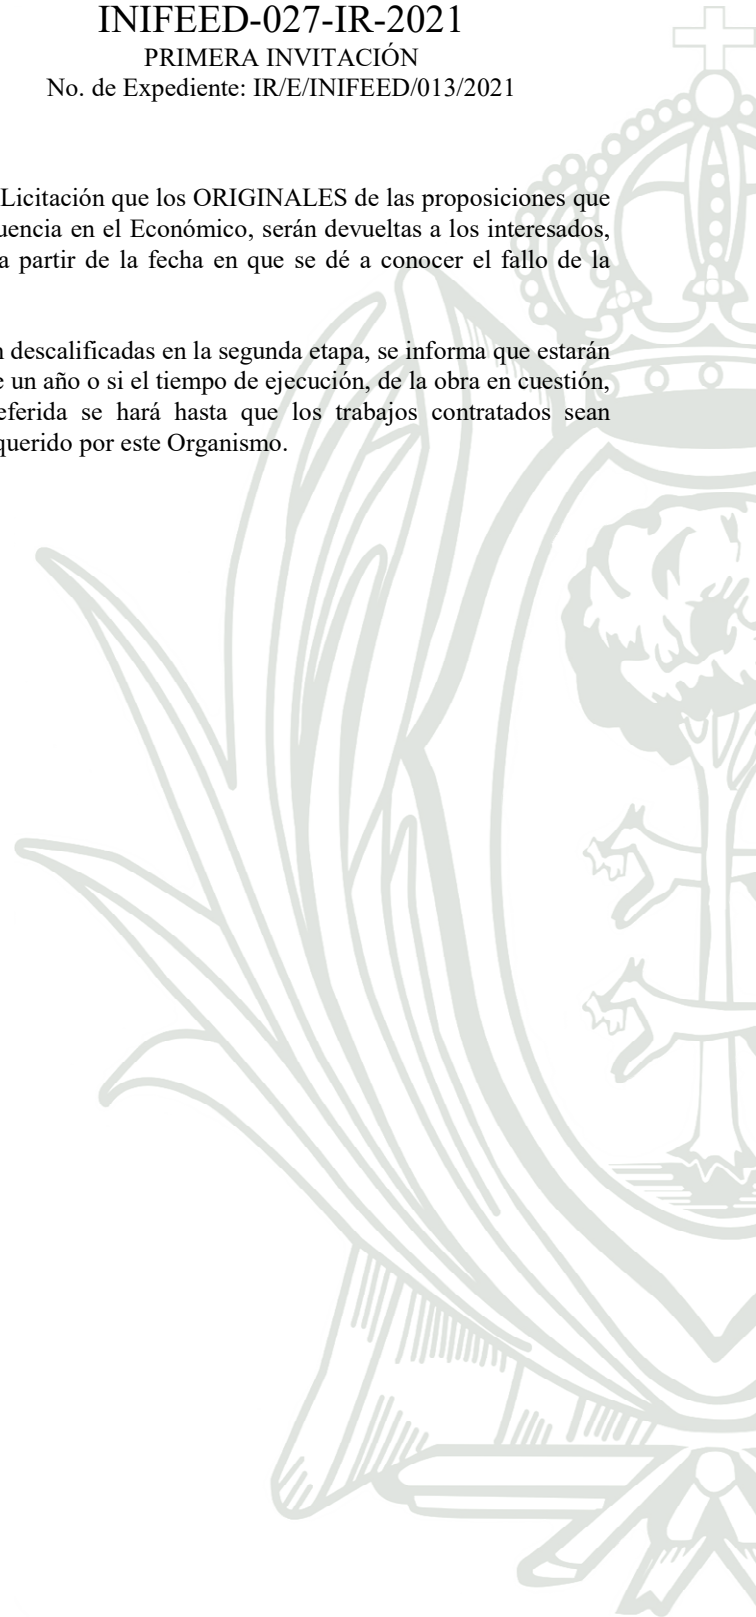 INIFEED-027-IR-2021
PRIMERA INVITACIÓN
No. de Expediente: IR/E/INIFEED/013/2021
Licitación que los ORIGINALES de las proposiciones que
en el Económico, serán devueltas a los interesados,
a partir de la fecha en que se dé a conocer el fallo de la
descalificadas en la segunda etapa, se informa que estarán
un año o si el tiempo de ejecución, de la obra en cuestión,
se hará hasta que los trabajos contratados sean
por este Organismo.